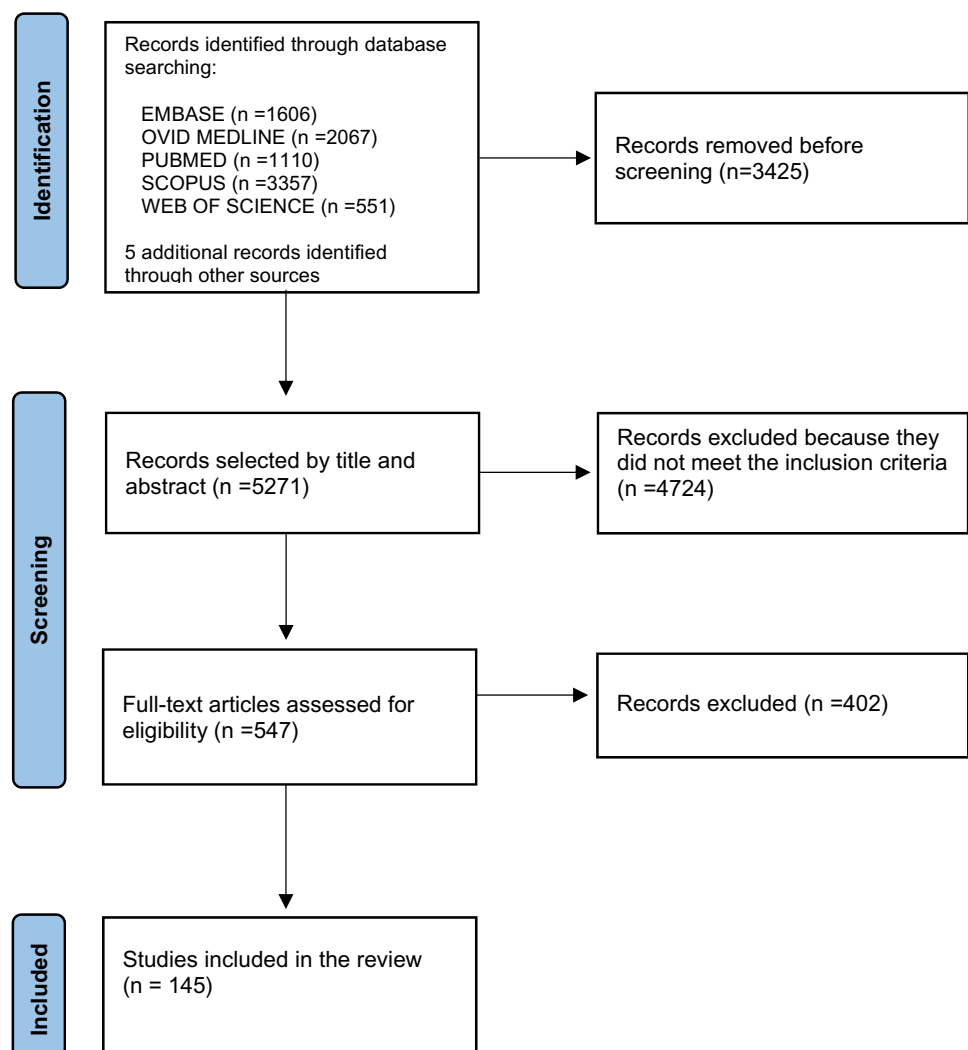 Identification
Records identified through database
searching:
EMBASE (n =1606)
OVID MEDLINE (n =2067)
PUBMED (n =1110)
SCOPUS (n =3357)
WEB OF SCIENCE (n =551)
5 additional records identified
through other sources
Records removed before
screening (n=3425)
Screening
Records selected by title and
abstract (n =5271)
Records excluded because they
did not meet the inclusion criteria
(n =4724)
Full-text articles assessed for
eligibility (n =547)
Records excluded (n =402)
Included
Studies included in the review
(n = 145)